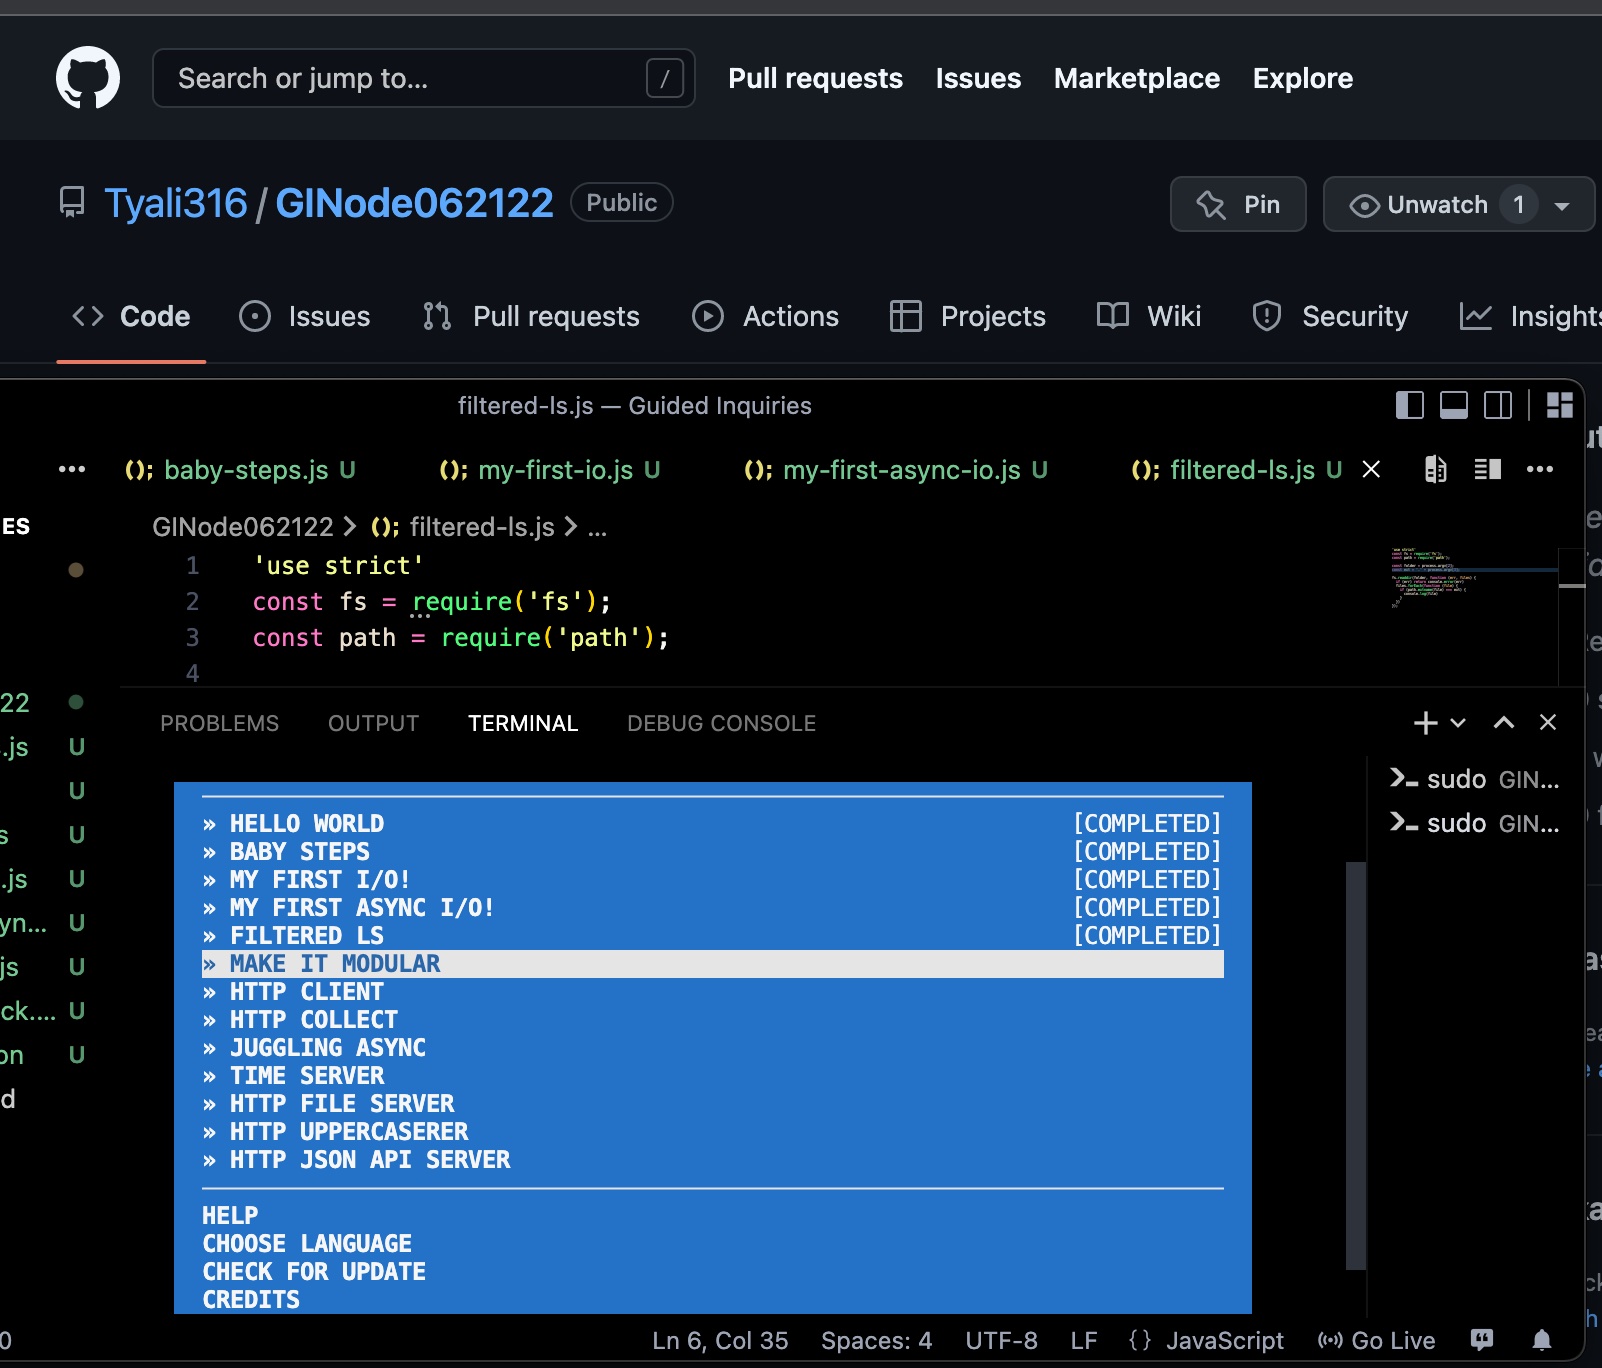 Search or jump to... / Pull requests Issues Marketplace Explore
Tyali316 / GINode062122 Public Pin Unwatch 1
<> Code Issues Pull requests Actions Projects Wiki Security Insights
filtered-ls.js — Guided Inquiries
... baby-steps.js U my-first-io.js U my-first-async-io.js U filtered-ls.js U
ES GINode062122 > filtered-ls.js > ...
1 'use strict'
2 const fs = require('fs');
3 const path = require('path');
4
22
.js U
U
s U
.js U
yn... U
js U
ck.... U
on U
d
PROBLEMS OUTPUT TERMINAL DEBUG CONSOLE
sudo GIN...
sudo GIN...
» HELLO WORLD [COMPLETED]
» BABY STEPS [COMPLETED]
» MY FIRST I/O! [COMPLETED]
» MY FIRST ASYNC I/O! [COMPLETED]
» FILTERED LS [COMPLETED]
» MAKE IT MODULAR
» HTTP CLIENT
» HTTP COLLECT
» JUGGLING ASYNC
» TIME SERVER
» HTTP FILE SERVER
» HTTP UPPERCASERER
» HTTP JSON API SERVER
HELP
CHOOSE LANGUAGE
CHECK FOR UPDATE
CREDITS
0 Ln 6, Col 35 Spaces: 4 UTF-8 LF {} JavaScript Go Live